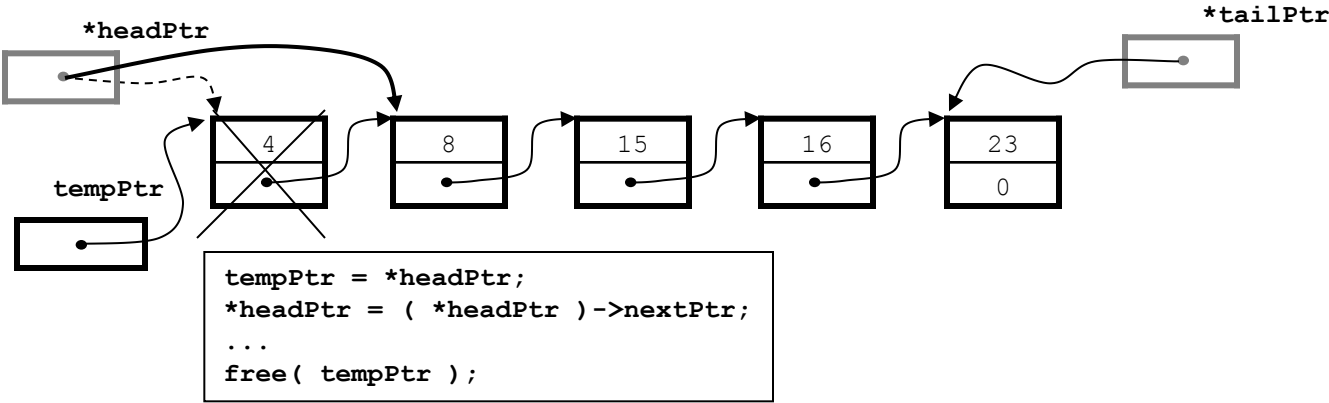 *tailPtr
*headPtr
4 8 15 16 23
0
tempPtr
tempPtr = *headPtr;
*headPtr = ( *headPtr )->nextPtr;
...
free( tempPtr );